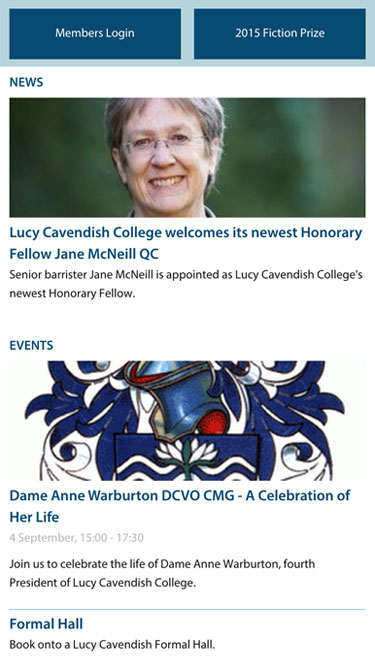 Members Login
2015 Fiction Prize
NEWS
Lucy Cavendish College welcomes its newest Honorary
Fellow Jane McNeill QC
Senior barrister Jane McNeill is appointed as Lucy Cavendish College's
newest Honorary Fellow.
EVENTS
Dame Anne Warburton DCVO CMG - A Celebration of
Her Life
4 September, 15:00 - 17:30
Join us to celebrate the life of Dame Anne Warburton, fourth
President of Lucy Cavendish College.
Formal Hall
Book onto a Lucy Cavendish Formal Hall.